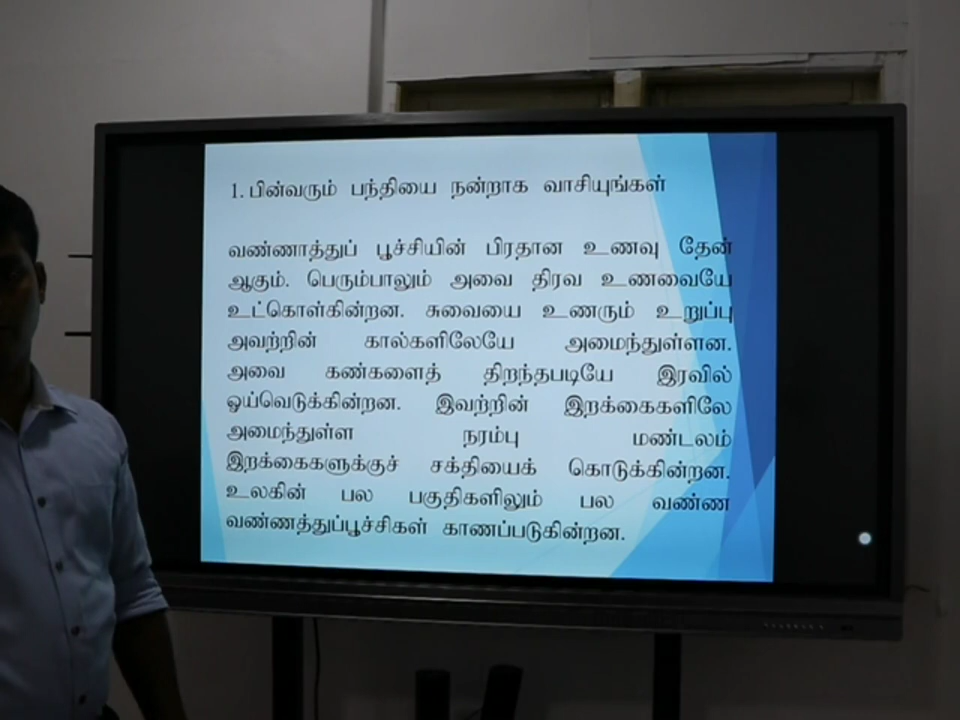 1. பின்வரும் பந்தியை நன்றாக வாசியுங்கள்
வண்ணாத்துப் பூச்சியின் பிரதான உணவு தேன்
ஆகும். பெரும்பாலும் அவை திரவ உணவையே
உட்கொள்கின்றன. சுவையை உணரும் உறுப்பு
அவற்றின் கால்களிலேயே அமைந்துள்ளன.
அவை கண்களைத் திறந்தபடியே இரவில்
ஒய்வெடுக்கின்றன. இவற்றின் இறக்கைகளிலே
அமைந்துள்ள நரம்பு மண்டலம்
இறக்கைகளுக்குச் சக்தியைக் கொடுக்கின்றன.
உலகின் பல பகுதிகளிலும் பல வண்ண
வண்ணத்துப்பூச்சிகள் காணப்படுகின்றன.